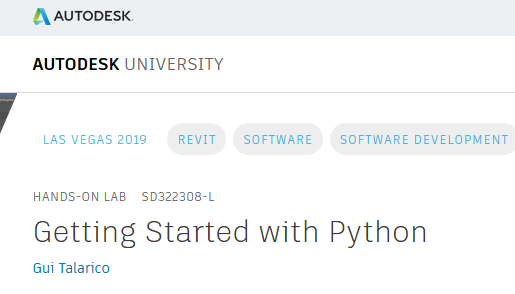 AUTODESK.
AUTODESK UNIVERSITY
LAS VEGAS 2019 REVIT SOFTWARE SOFTWARE DEVELOPMENT
HANDS-ON LAB SD322308-L
Getting Started with Python
Gui Talarico